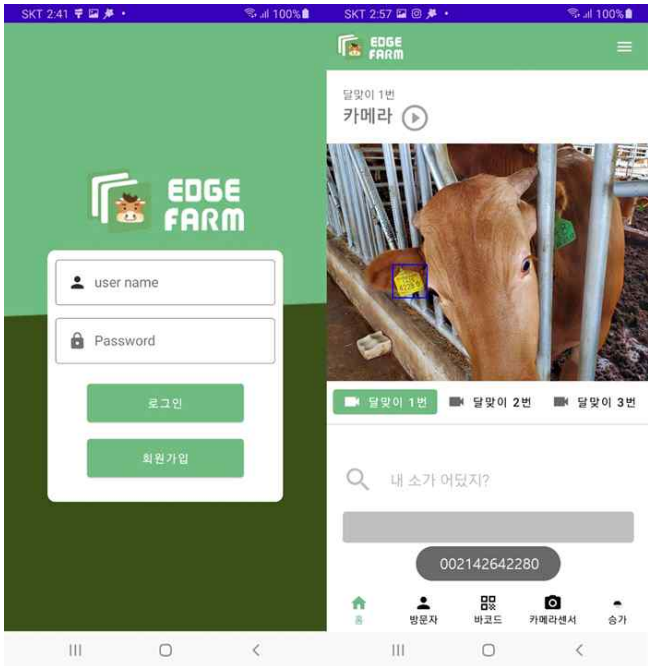 SKT 2:41
100%
EDGE
FARM
user name
Password
로그인
회원가입
SKT 2:57
100%
EDGE
FARM
달맞이 1번
카메라
달맞이 1번
달맞이 2번
달맞이 3번
내 소가 어딨지?
002142642280
홈
방문자
바코드
카메라센서
승가